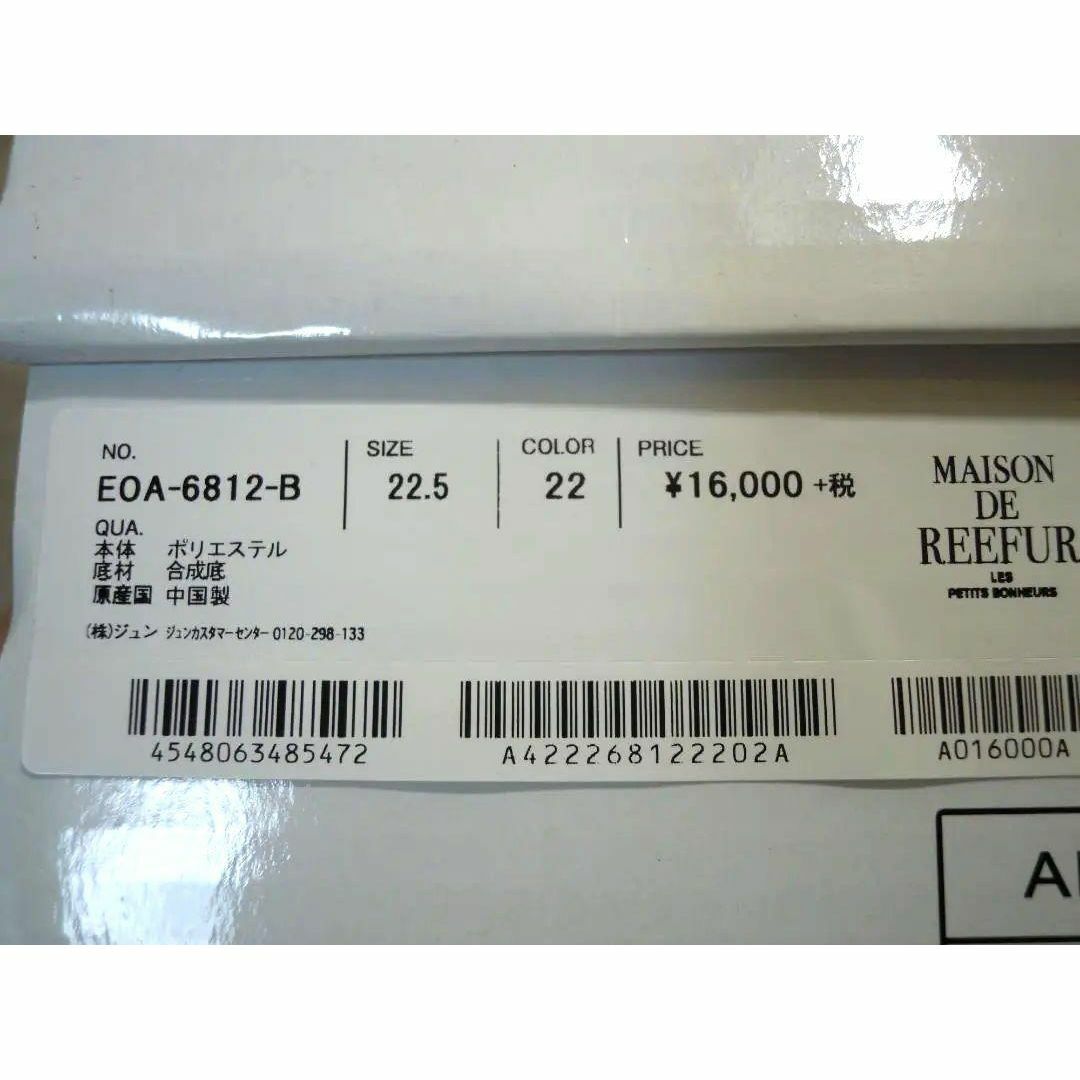 NO.
EOA-6812-B
SIZE
22.5
COLOR
22
PRICE
¥16,000 +税
QUA.
本体 ポリエステル
底材 合成底
原産国 中国製
(株)ジュン ジュンカスタマーセンター 0120-298-133
MAISON
DE
REEFUR
LES
PETITS BONHEURS
4548063485472
A422268122202A
A016000A